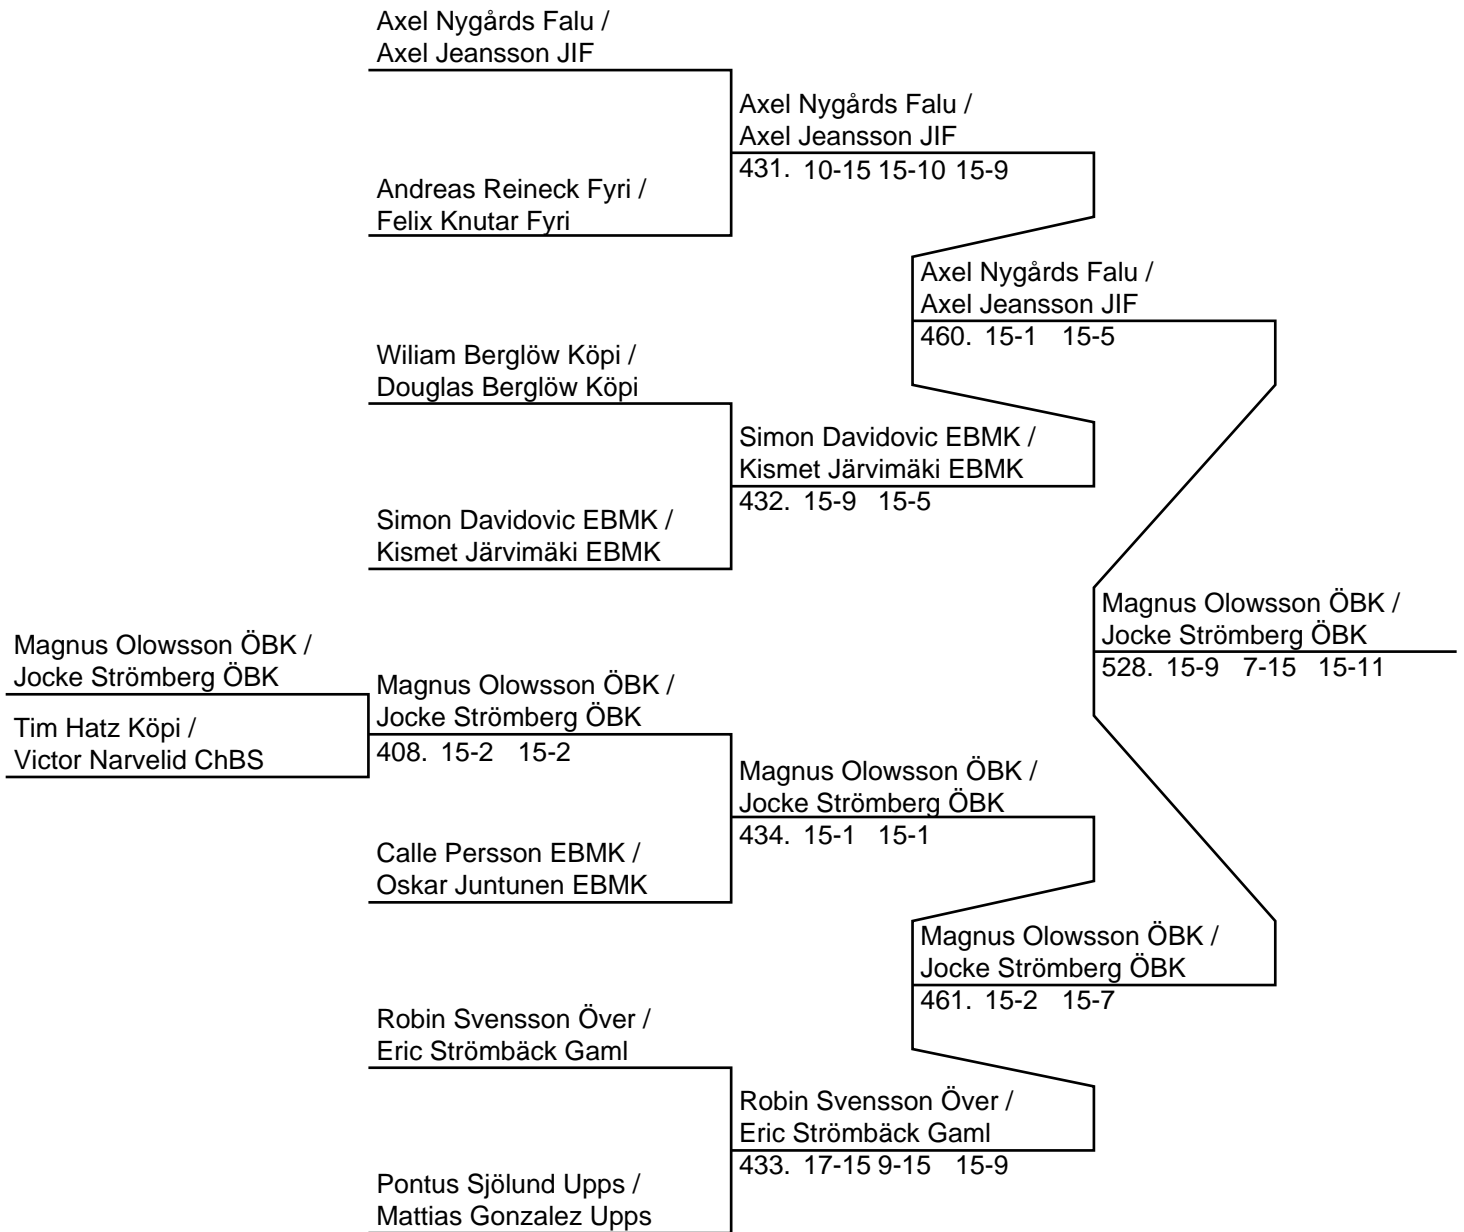 Axel Nygårds Falu /
Axel Jeansson JIF
Axel Nygårds Falu /
Axel Jeansson JIF
431. 10-15 15-10 15-9
Andreas Reineck Fyri /
Felix Knutar Fyri
Axel Nygårds Falu /
Axel Jeansson JIF
460. 15-1 15-5
Wiliam Berglöw Köpi /
Douglas Berglöw Köpi
Simon Davidovic EBMK /
Kismet Järvimäki EBMK
432. 15-9 15-5
Simon Davidovic EBMK /
Kismet Järvimäki EBMK
Magnus Olowsson ÖBK /
Jocke Strömberg ÖBK
528. 15-9 7-15 15-11
Magnus Olowsson ÖBK /
Jocke Strömberg ÖBK
Tim Hatz Köpi /
Victor Narvelid ChBS
Magnus Olowsson ÖBK /
Jocke Strömberg ÖBK
408. 15-2 15-2
Magnus Olowsson ÖBK /
Jocke Strömberg ÖBK
434. 15-1 15-1
Calle Persson EBMK /
Oskar Juntunen EBMK
Magnus Olowsson ÖBK /
Jocke Strömberg ÖBK
461. 15-2 15-7
Robin Svensson Över /
Eric Strömbäck Gaml
Robin Svensson Över /
Eric Strömbäck Gaml
433. 17-15 9-15 15-9
Pontus Sjölund Upps /
Mattias Gonzalez Upps